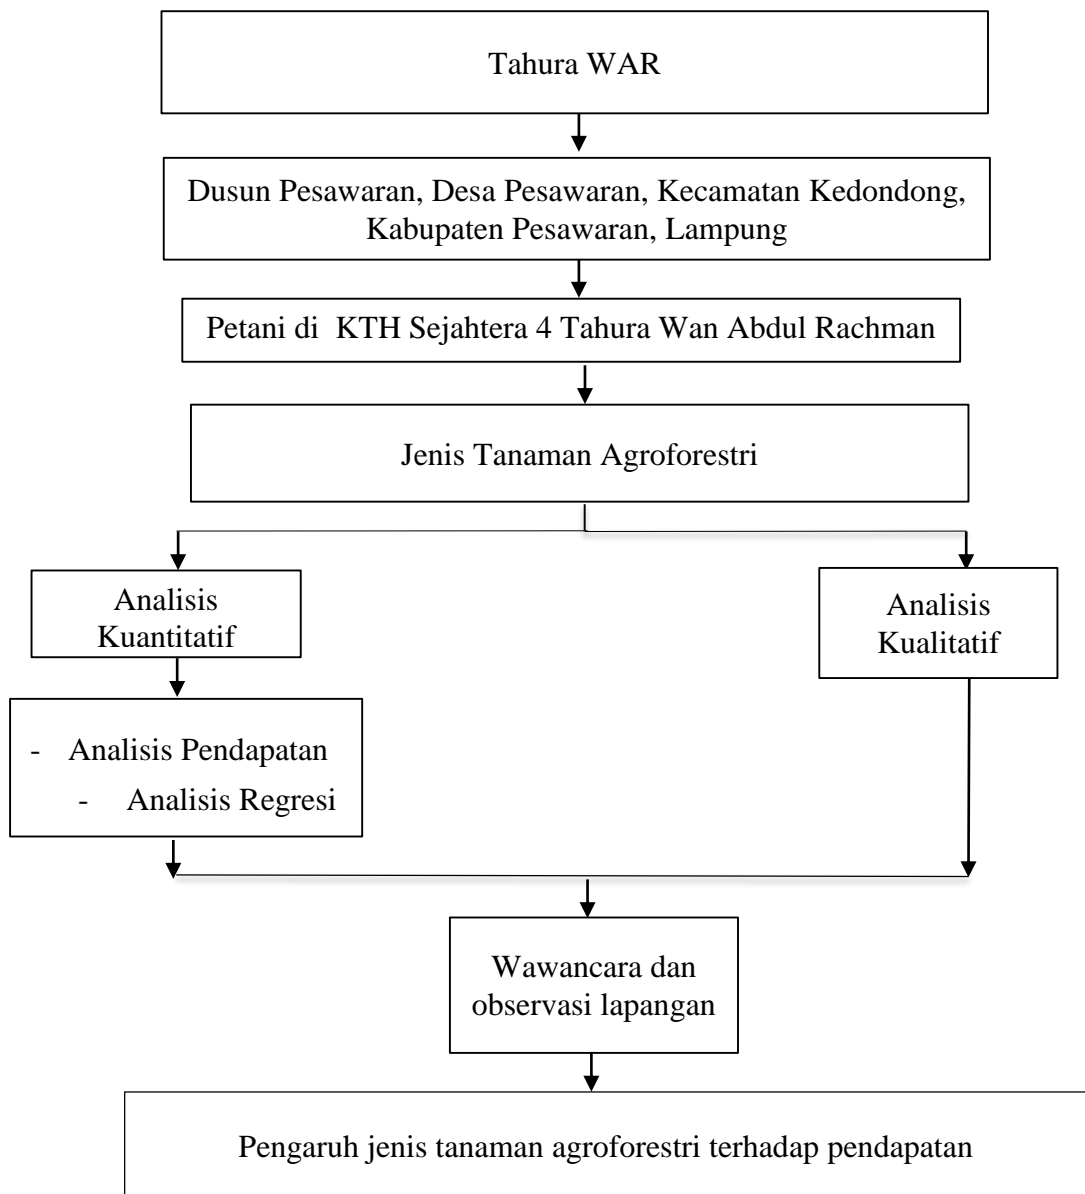 Tahura WAR
Dusun Pesawaran, Desa Pesawaran, Kecamatan Kedondong,
Kabupaten Pesawaran, Lampung
Petani di  KTH Sejahtera 4 Tahura Wan Abdul Rachman
Jenis Tanaman Agroforestri
Analisis
Kuantitatif
Analisis
Kualitatif
- Analisis Pendapatan
- Analisis Regresi
Wawancara dan
observasi lapangan
Pengaruh jenis tanaman agroforestri terhadap pendapatan